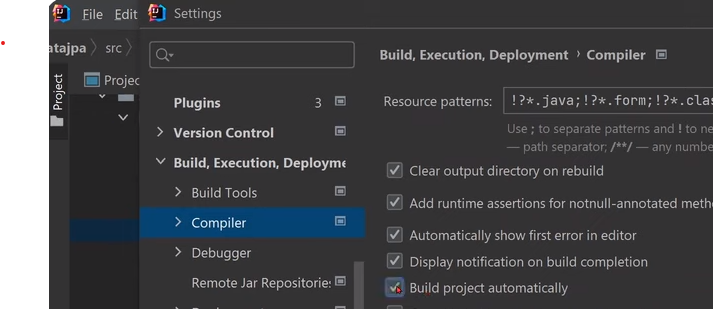 File Edit
Settings
atajpa
src
Build, Execution, Deployment › Compiler
Project
Projec
Plugins 3
Resource patterns: !?*.java;!?*.form;!?*.clas
Version Control
Use ; to separate patterns and ! to ne
— path separator; /**/ — any numbe
Build, Execution, Deployme
Clear output directory on rebuild
Build Tools
Add runtime assertions for notnull-annotated meth
Compiler
Automatically show first error in editor
Debugger
Display notification on build completion
Remote Jar Repositories
Build project automatically